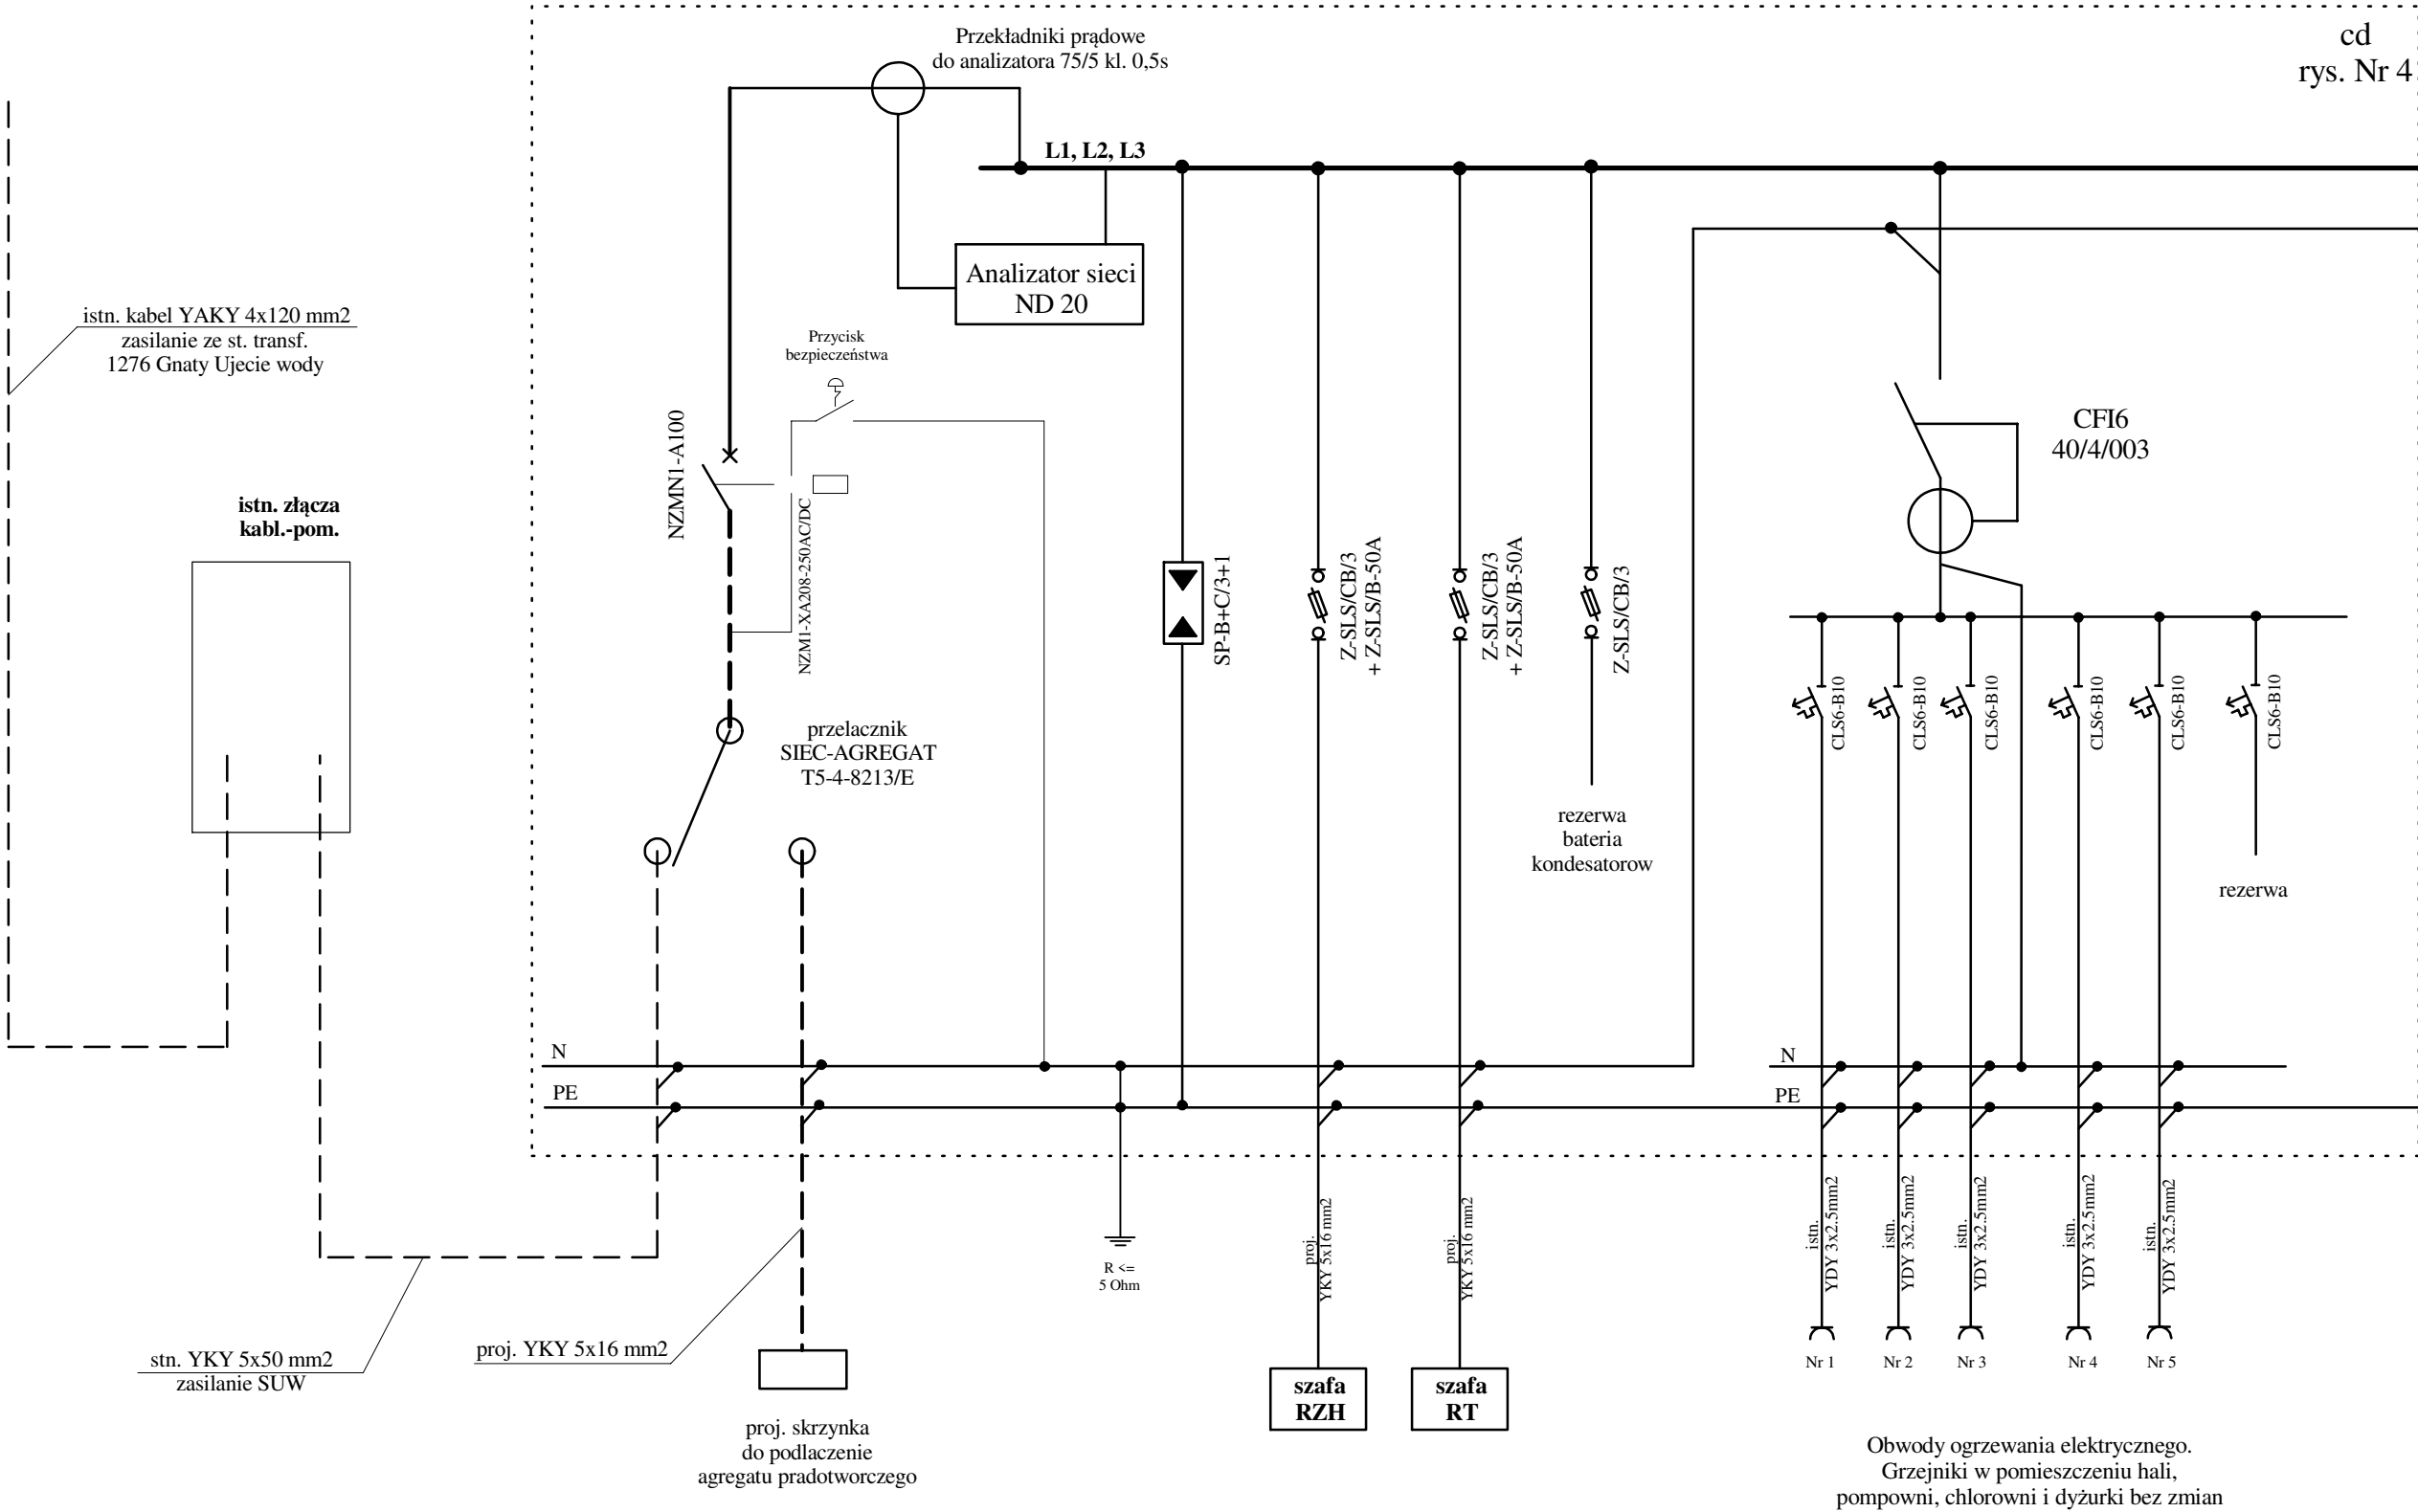 cd
rys. Nr 4
Przekładniki prądowe
do analizatora 75/5 kl. 0,5s
L1, L2, L3
Analizator sieci
ND 20
istn. kabel YAKY 4x120 mm2
zasilanie ze st. transf.
1276 Gnaty Ujecie wody
Przycisk
bezpieczeństwa
NZMN1-A100
NZM1-XA208-250AC/DC
istn. złącza
kabl.-pom.
przelacznik
SIEC-AGREGAT
T5-4-8213/E
SP-B+C/3+1
Z-SLS/CB/3
+ Z-SLS/B-50A
Z-SLS/CB/3
+ Z-SLS/B-50A
Z-SLS/CB/3
rezerwa
bateria
kondesatorow
CFI6
40/4/003
CLS6-B10
CLS6-B10
CLS6-B10
CLS6-B10
CLS6-B10
CLS6-B10
rezerwa
N
PE
N
PE
R <=
5 Ohm
stn. YKY 5x50 mm2
zasilanie SUW
proj. YKY 5x16 mm2
proj. skrzynka
do podlaczenie
agregatu pradotworczego
proj.
YKY 5x16 mm2
proj.
YKY 5x16 mm2
szafa
RZH
szafa
RT
istn.
YDY 3x2.5mm2
istn.
YDY 3x2.5mm2
istn.
YDY 3x2.5mm2
istn.
YDY 3x2.5mm2
istn.
YDY 3x2.5mm2
Nr 1
Nr 2
Nr 3
Nr 4
Nr 5
Obwody ogrzewania elektrycznego.
Grzejniki w pomieszczeniu hali,
pompowni, chlorowni i dyżurki bez zmian